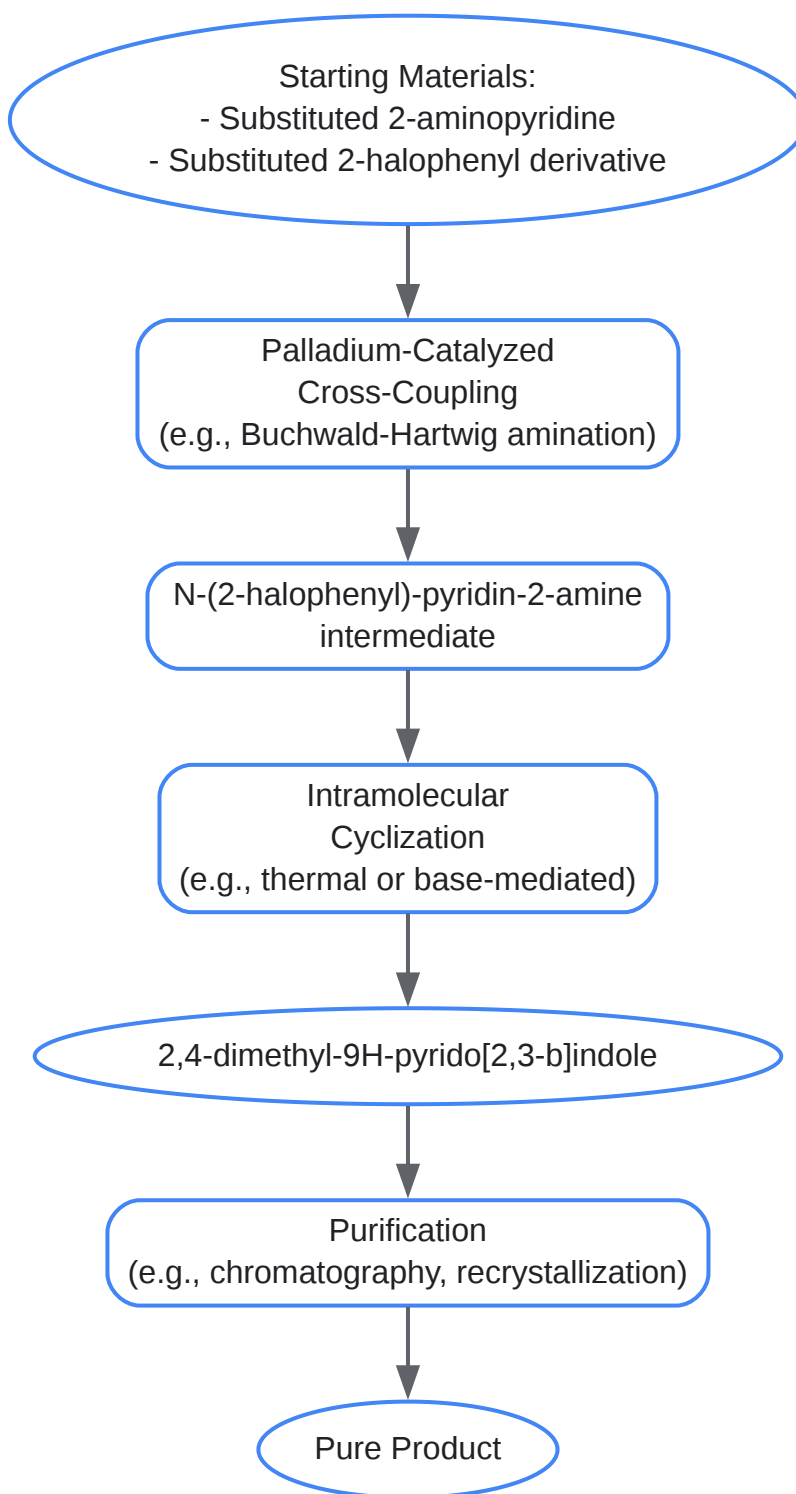 Starting Materials:
- Substituted 2-aminopyridine
- Substituted 2-halophenyl derivative
Palladium-Catalyzed
Cross-Coupling
(e.g., Buchwald-Hartwig amination)
N-(2-halophenyl)-pyridin-2-amine
intermediate
Intramolecular
Cyclization
(e.g., thermal or base-mediated)
2,4-dimethyl-9H-pyrido[2,3-b]indole
Purification
(e.g., chromatography, recrystallization)
Pure Product